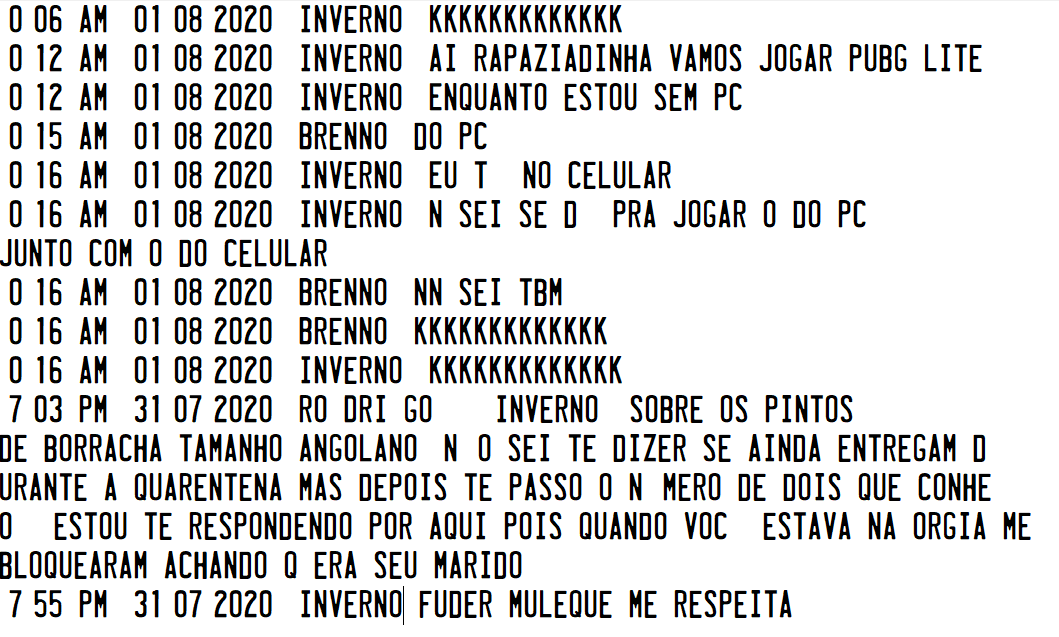 0 06 AM 01 08 2020 INVERNO KKKKKKKKKKKKK
0 12 AM 01 08 2020 INVERNO AI RAPAZIADINHA VAMOS JOGAR PUBG LITE
0 12 AM 01 08 2020 INVERNO ENQUANTO ESTOU SEM PC
0 15 AM 01 08 2020 BRENNO DO PC
0 16 AM 01 08 2020 INVERNO EU T NO CELULAR
0 16 AM 01 08 2020 INVERNO N SEI SE D PRA JOGAR O DO PC
JUNTO COM O DO CELULAR
0 16 AM 01 08 2020 BRENNO NN SEI TBM
0 16 AM 01 08 2020 BRENNO KKKKKKKKKKKKK
0 16 AM 01 08 2020 INVERNO KKKKKKKKKKKKK
7 03 PM 31 07 2020 RO DRI GO INVERNO SOBRE OS PINTOS
DE BORRACHA TAMANHO ANGOLANO N O SEI TE DIZER SE AINDA ENTREGAM D
URANTE A QUARENTENA MAS DEPOIS TE PASSO O N MERO DE DOIS QUE CONHE
O ESTOU TE RESPONDENDO POR AQUI POIS QUANDO VOC ESTAVA NA ORGIA ME
BLOQUEARAM ACHANDO Q ERA SEU MARIDO
7 55 PM 31 07 2020 INVERNO FUDER MULEQUE ME RESPEITA